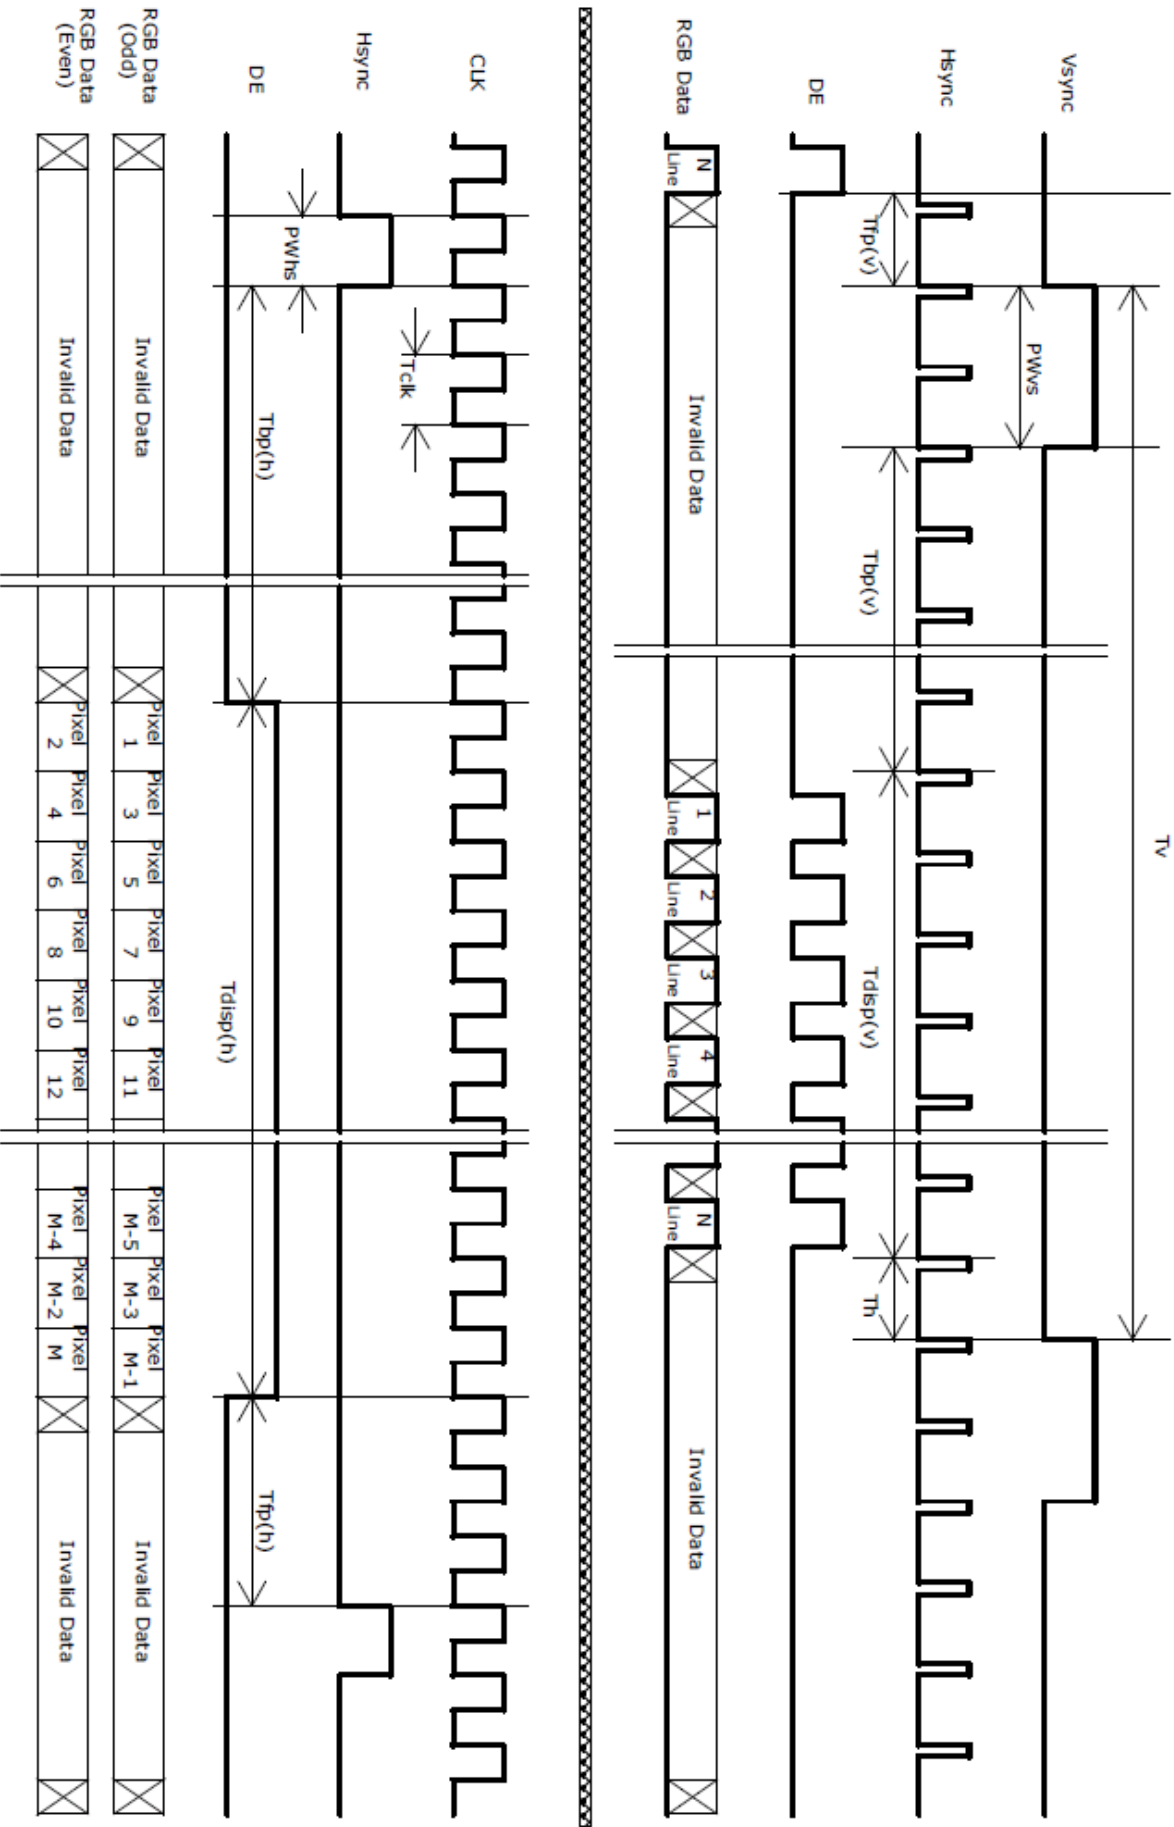 Tv
Vsync
PWvs
Hsync
Tfp(v)
Tbp(v)
Tdisp(v)
Th
DE
RGB Data
Line N
Invalid Data
Line 1
Line 2
Line 3
Line 4
Line N
Invalid Data
CLK
Tclk
Hsync
PWhs
DE
Tbp(h)
Tdisp(h)
Tfp(h)
RGB Data
(Odd)
Invalid Data
Pixel 1
Pixel 3
Pixel 5
Pixel 7
Pixel 9
Pixel 11
Pixel M-5
Pixel M-3
Pixel M-1
Invalid Data
RGB Data
(Even)
Invalid Data
Pixel 2
Pixel 4
Pixel 6
Pixel 8
Pixel 10
Pixel 12
Pixel M-4
Pixel M-2
Pixel M
Invalid Data